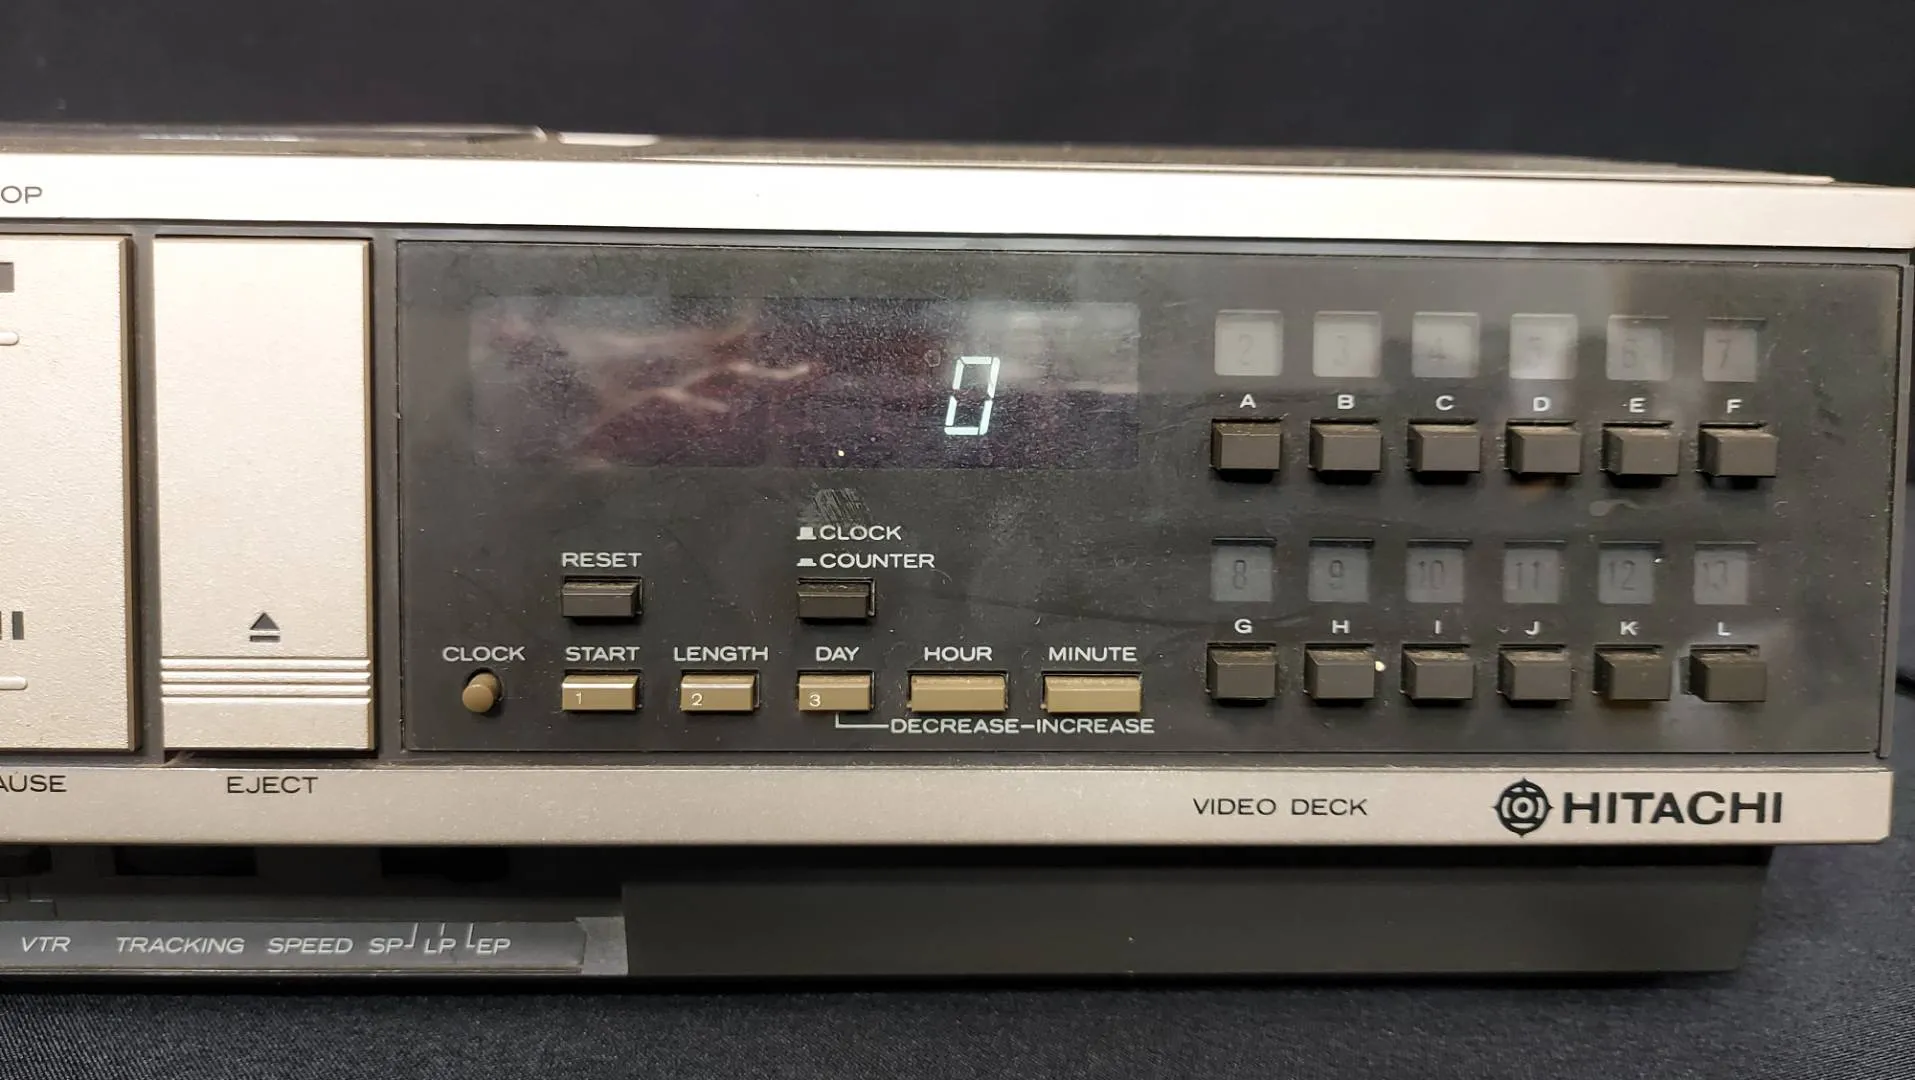 OP
0
2 3 4 5 6 7
A B C D E F
CLOCK
RESET
COUNTER
8 9 10 11 12 13
G H I J K L
CLOCK START LENGTH DAY HOUR MINUTE
1 2 3
DECREASE-INCREASE
AUSE
EJECT
VIDEO DECK
HITACHI
VTR TRACKING SPEED SP LP EP